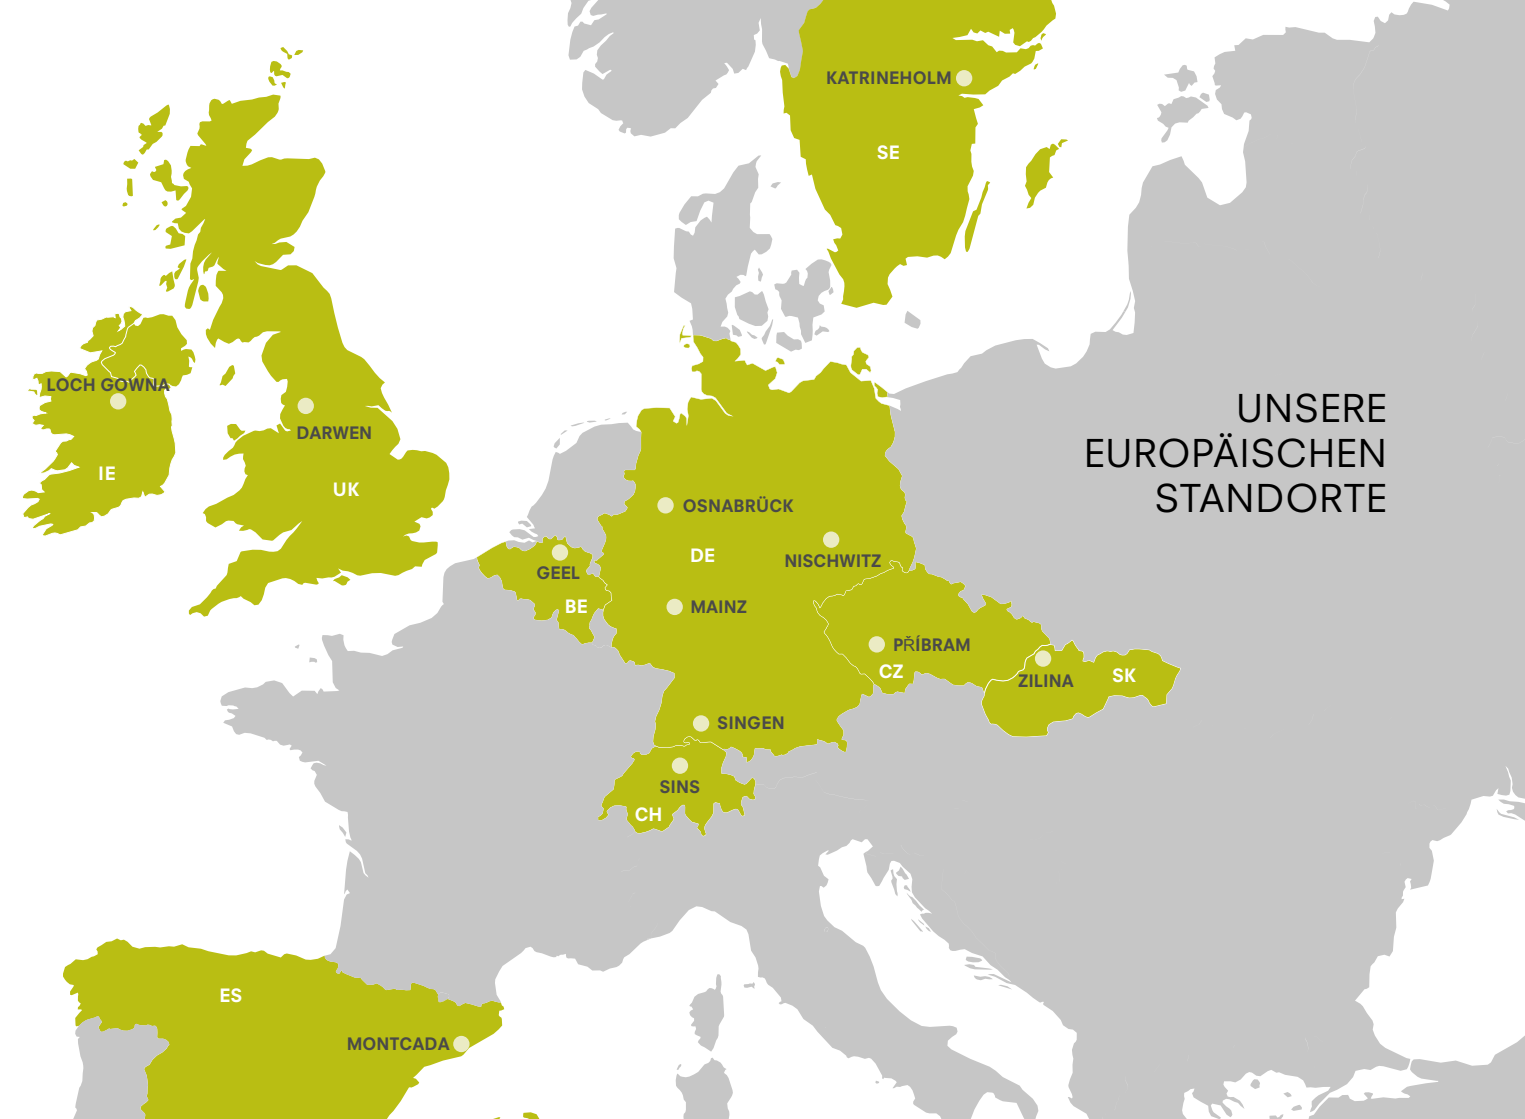 KATRINEHOLM
SE
LOCH GOWNA
DARWEN
IE
UK
UNSERE
EUROPÄISCHEN
STANDORTE
OSNABRÜCK
DE
NISCHWITZ
GEEL
BE
MAINZ
PŘÍBRAM
CZ
ZILINA
SK
SINGEN
SINS
CH
ES
MONTCADA